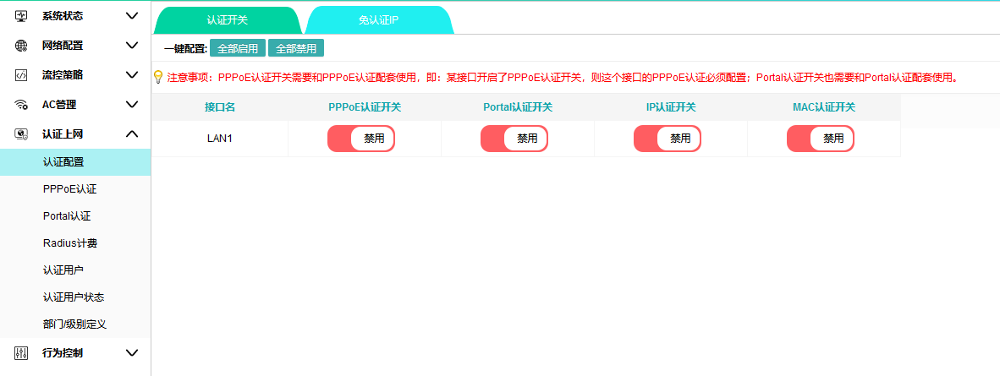 系统状态
网络配置
流控策略
AC管理
认证上网
认证配置
PPPoE认证
Portal认证
Radius计费
认证用户
认证用户状态
部门/级别定义
行为控制
认证开关 免认证IP
一键配置: 全部启用 全部禁用
注意事项：PPPoE认证开关需要和PPPoE认证配套使用，即：某接口开启了PPPoE认证开关，则这个接口的PPPoE认证必须配置；Portal认证开关也需要和Portal认证配套使用。
接口名 PPPoE认证开关 Portal认证开关 IP认证开关 MAC认证开关
LAN1 禁用 禁用 禁用 禁用